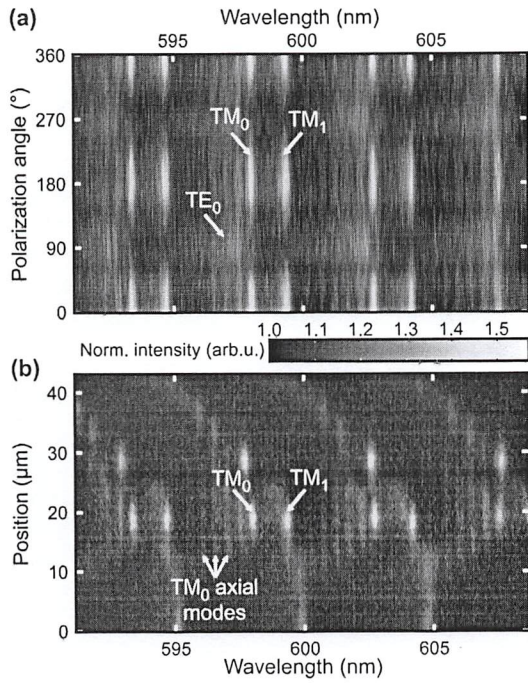 Wavelength (nm)
(a)
595 600 605
360
270
180
90
0
Polarization angle (°)
TM0
TM1
TE0
Norm. intensity (arb.u.)
1.0 1.1 1.2 1.3 1.4 1.5
(b)
40
30
20
10
0
Position (μm)
TM0
TM1
TM0 axial
modes
595 600 605
Wavelength (nm)